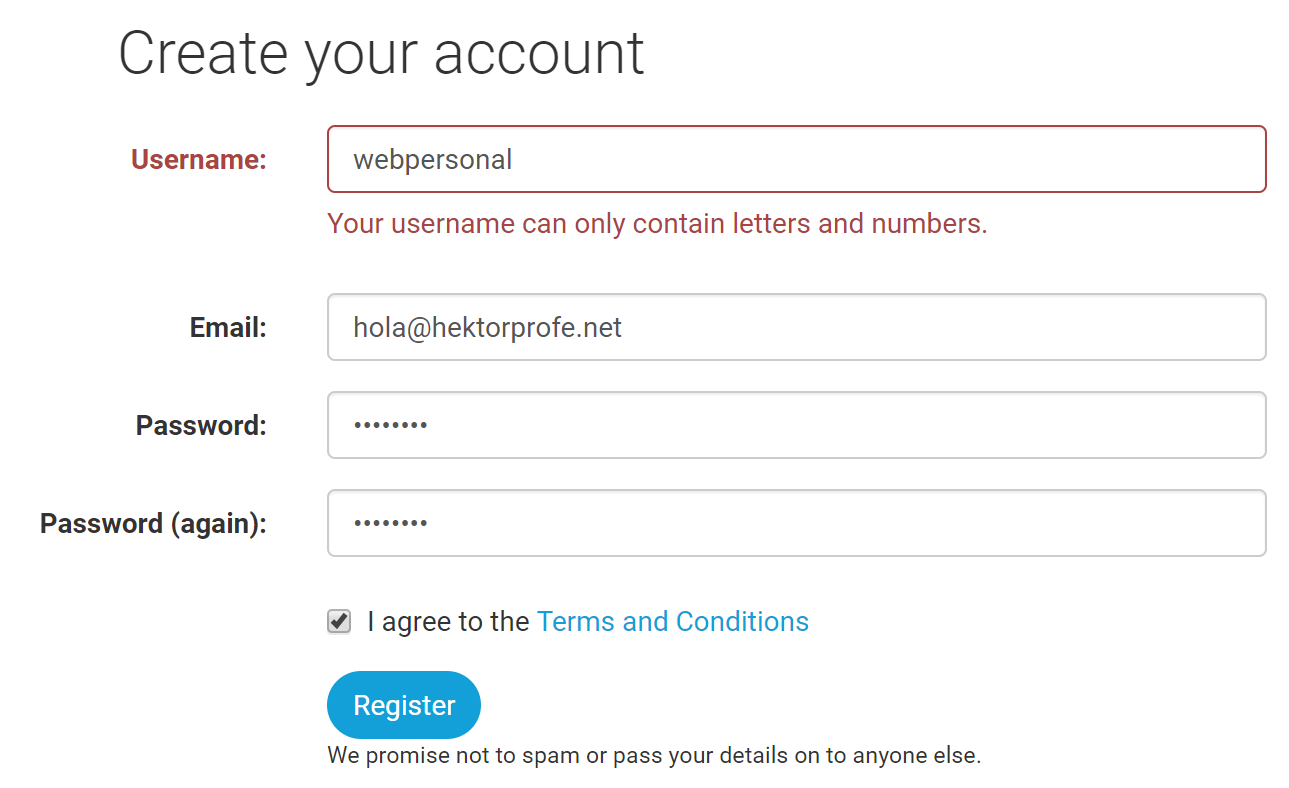 Create your account
Username:
webpersonal
Your username can only contain letters and numbers.
Email:
hola@hektorprofe.net
Password:
••••••••
Password (again):
••••••••
I agree to the Terms and Conditions
Register
We promise not to spam or pass your details on to anyone else.